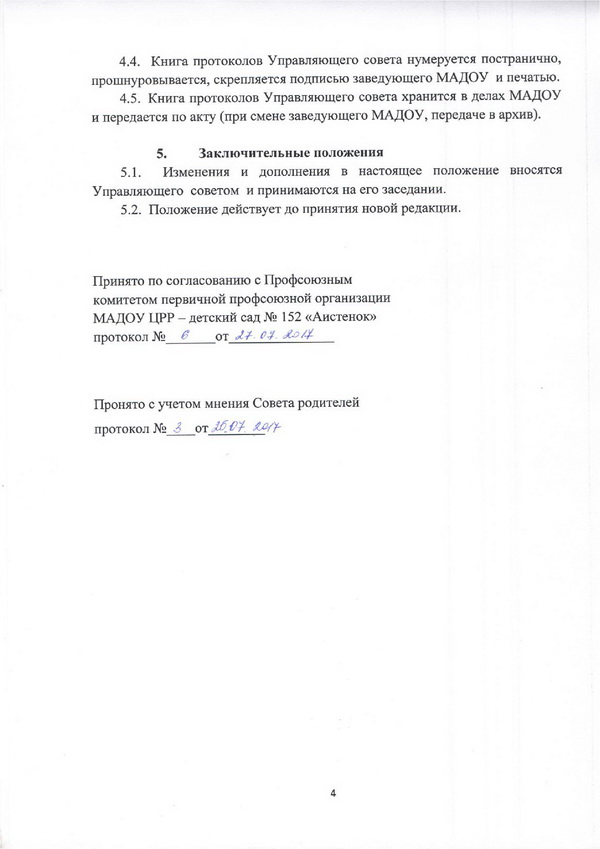 4.4. Книга протоколов Управляющего совета нумеруется постранично,
прошнуровывается, скрепляется подписью заведующего МАДОУ и печатью.
4.5. Книга протоколов Управляющего совета хранится в делах МАДОУ
и передается по акту (при смене заведующего МАДОУ, передаче в архив).
5. Заключительные положения
5.1. Изменения и дополнения в настоящее положение вносятся
Управляющего советом и принимаются на его заседании.
5.2. Положение действует до принятия новой редакции.
Принято по согласованию с Профсоюзным
комитетом первичной профсоюзной организации
МАДОУ ЦРР – детский сад № 152 «Аистенок»
протокол № 6 от 27.07.2017
Пронято с учетом мнения Совета родителей
протокол № 3 от 26.07 2017
4